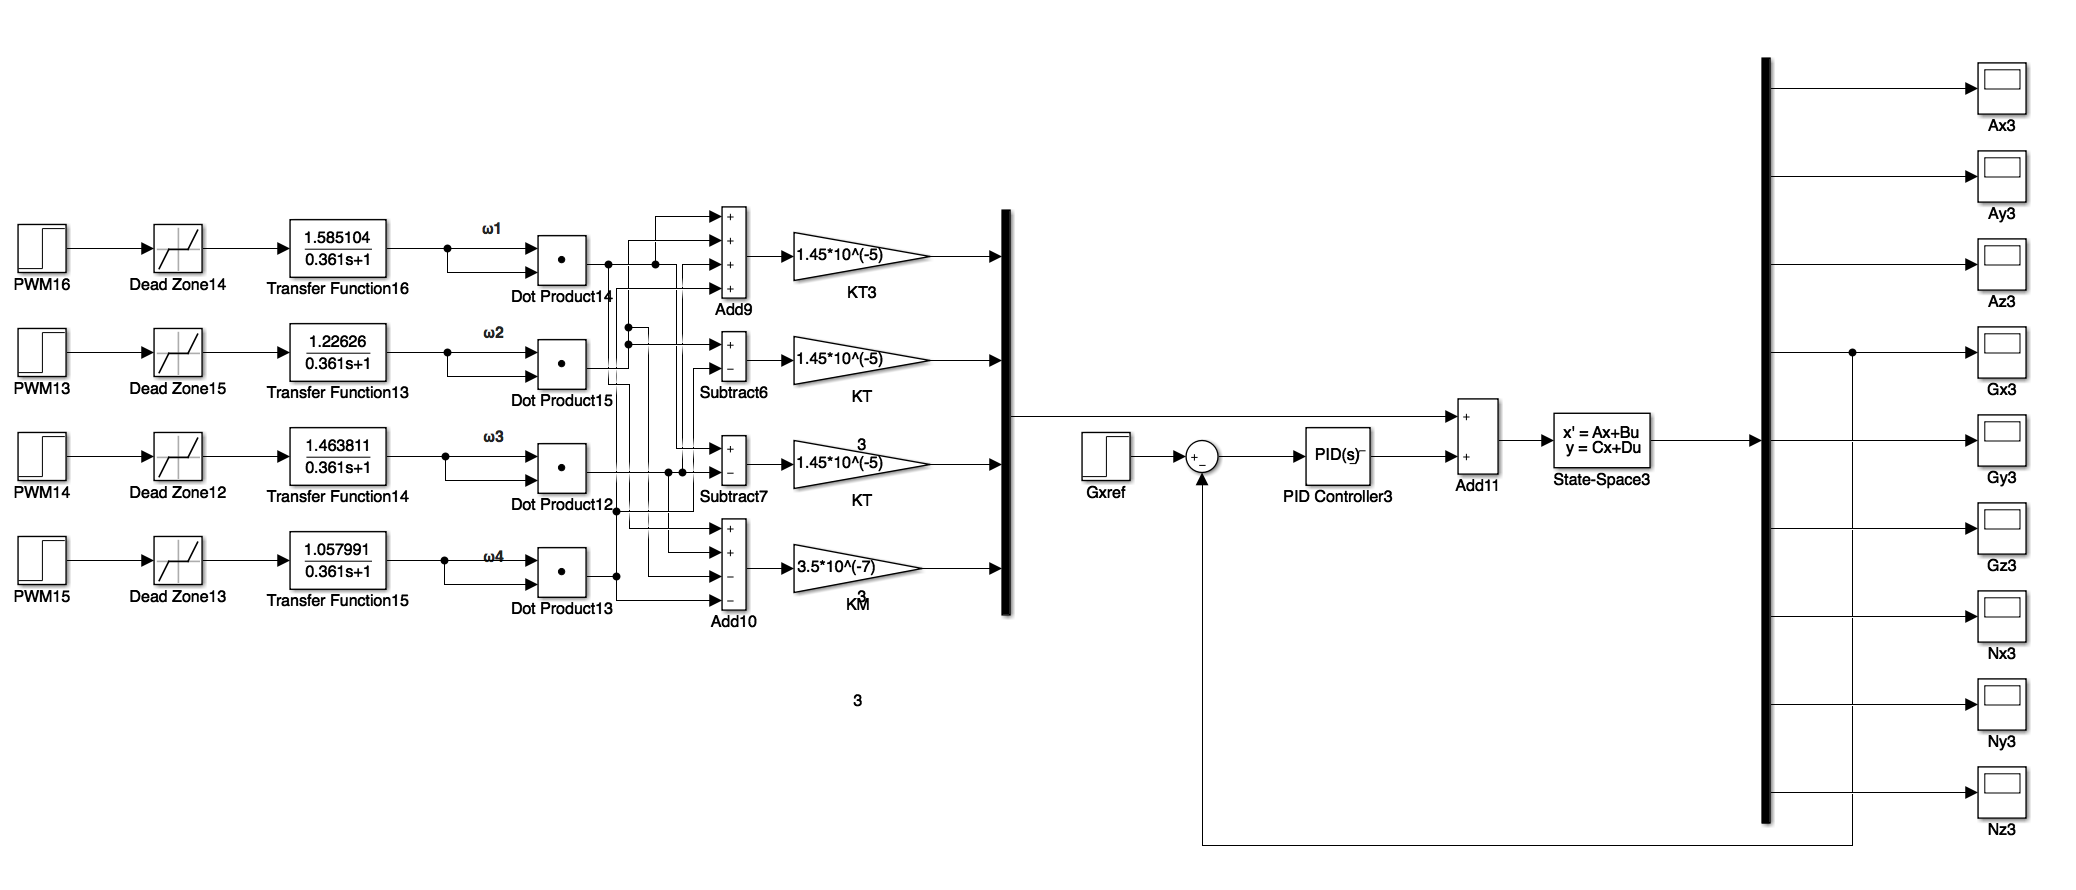 Ax3
Ay3
ω1
PWM16
Dead Zone14
1.585104
0.361s+1
Transfer Function16
Dot Product14
+
+
+
+
Add9
1.45*10^(-5)
KT3
Az3
ω2
PWM13
Dead Zone15
1.22626
0.361s+1
Transfer Function13
Dot Product15
+
−
Subtract6
1.45*10^(-5)
KT
3
Gx3
ω3
PWM14
Dead Zone12
1.463811
0.361s+1
Transfer Function14
Dot Product12
+
−
Subtract7
1.45*10^(-5)
KT
3
Gxref
+
−
PID(s)
PID Controller3
+
+
Add11
x' = Ax+Bu
y = Cx+Du
State-Space3
Gy3
ω4
PWM15
Dead Zone13
1.057991
0.361s+1
Transfer Function15
Dot Product13
+
+
−
−
Add10
3.5*10^(-7)
KM
3
Gz3
Nx3
Ny3
Nz3